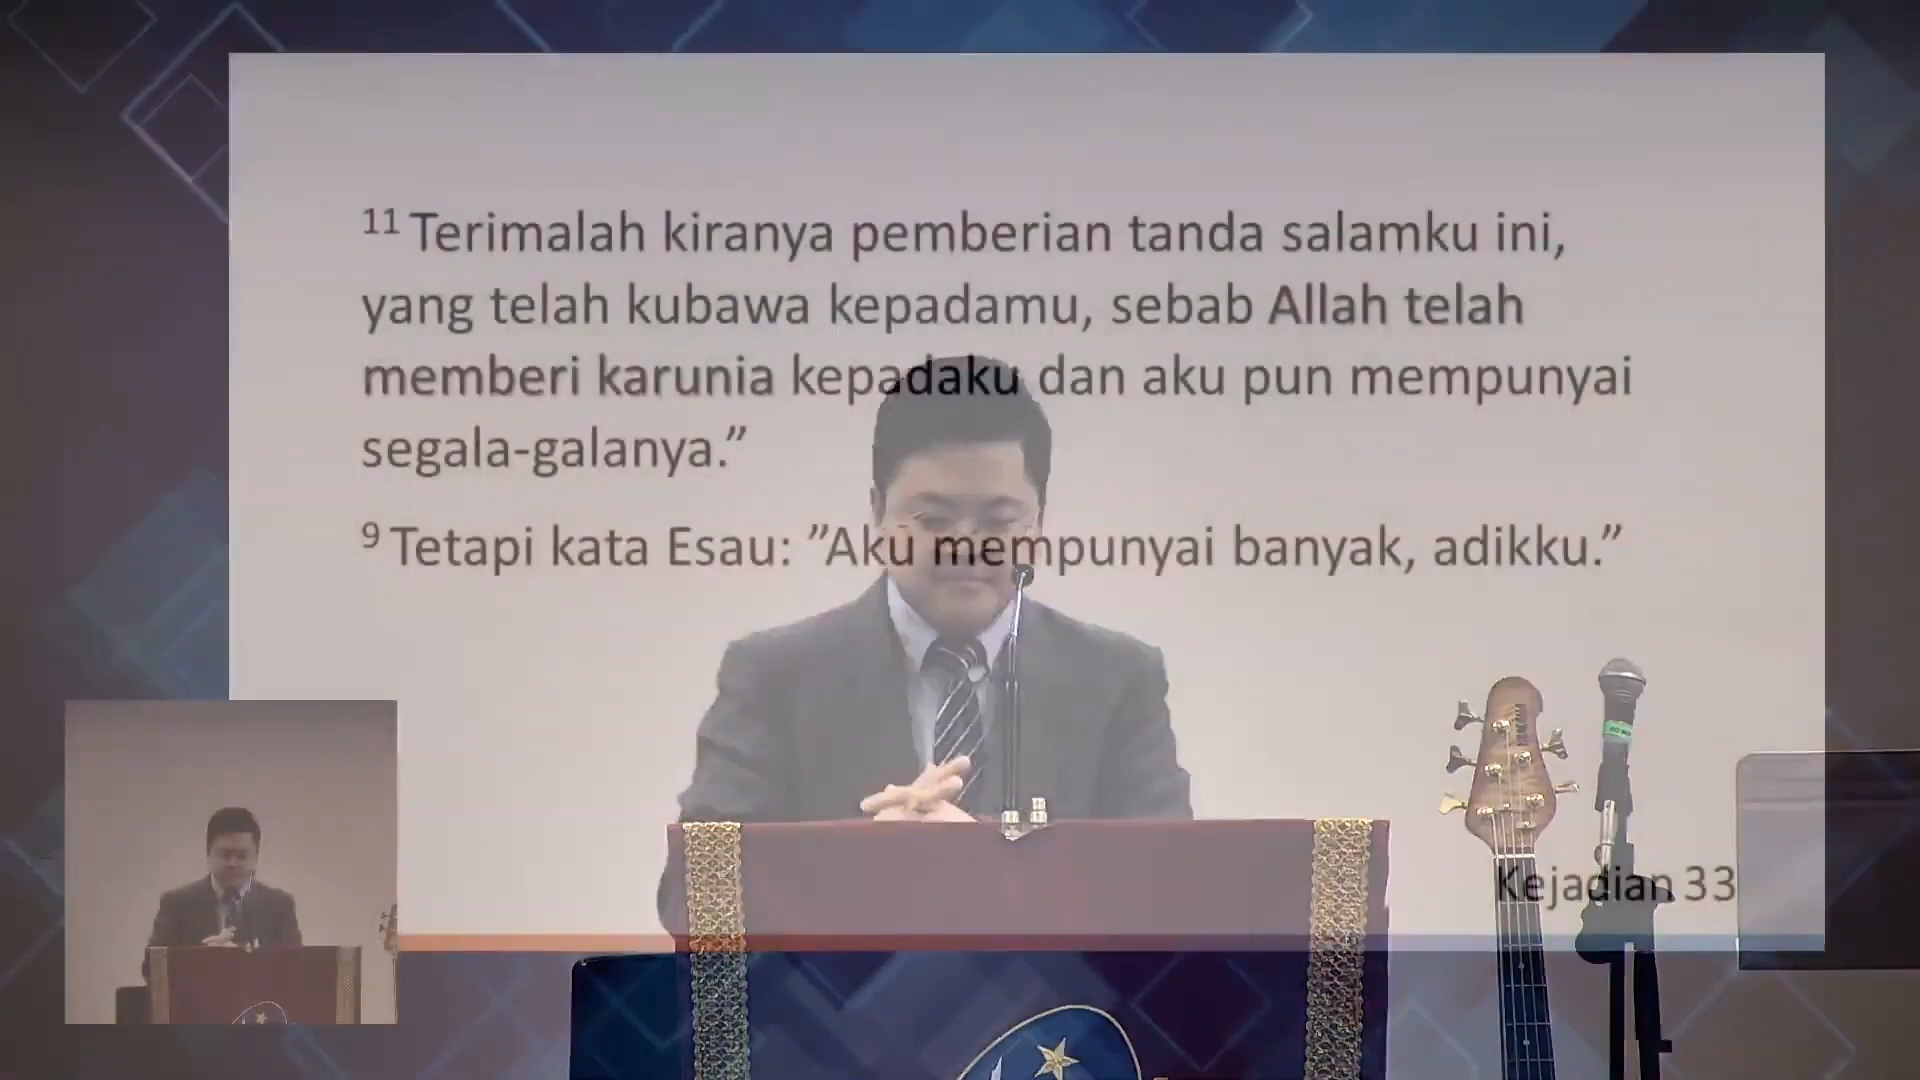 11 Terimalah kiranya pemberian tanda salamku ini,
yang telah kubawa kepadamu, sebab Allah telah
memberi karunia kepadaku dan aku pun mempunyai
segala-galanya.”
9 Tetapi kata Esau: ”Aku mempunyai banyak, adikku.”
Kejadian 33